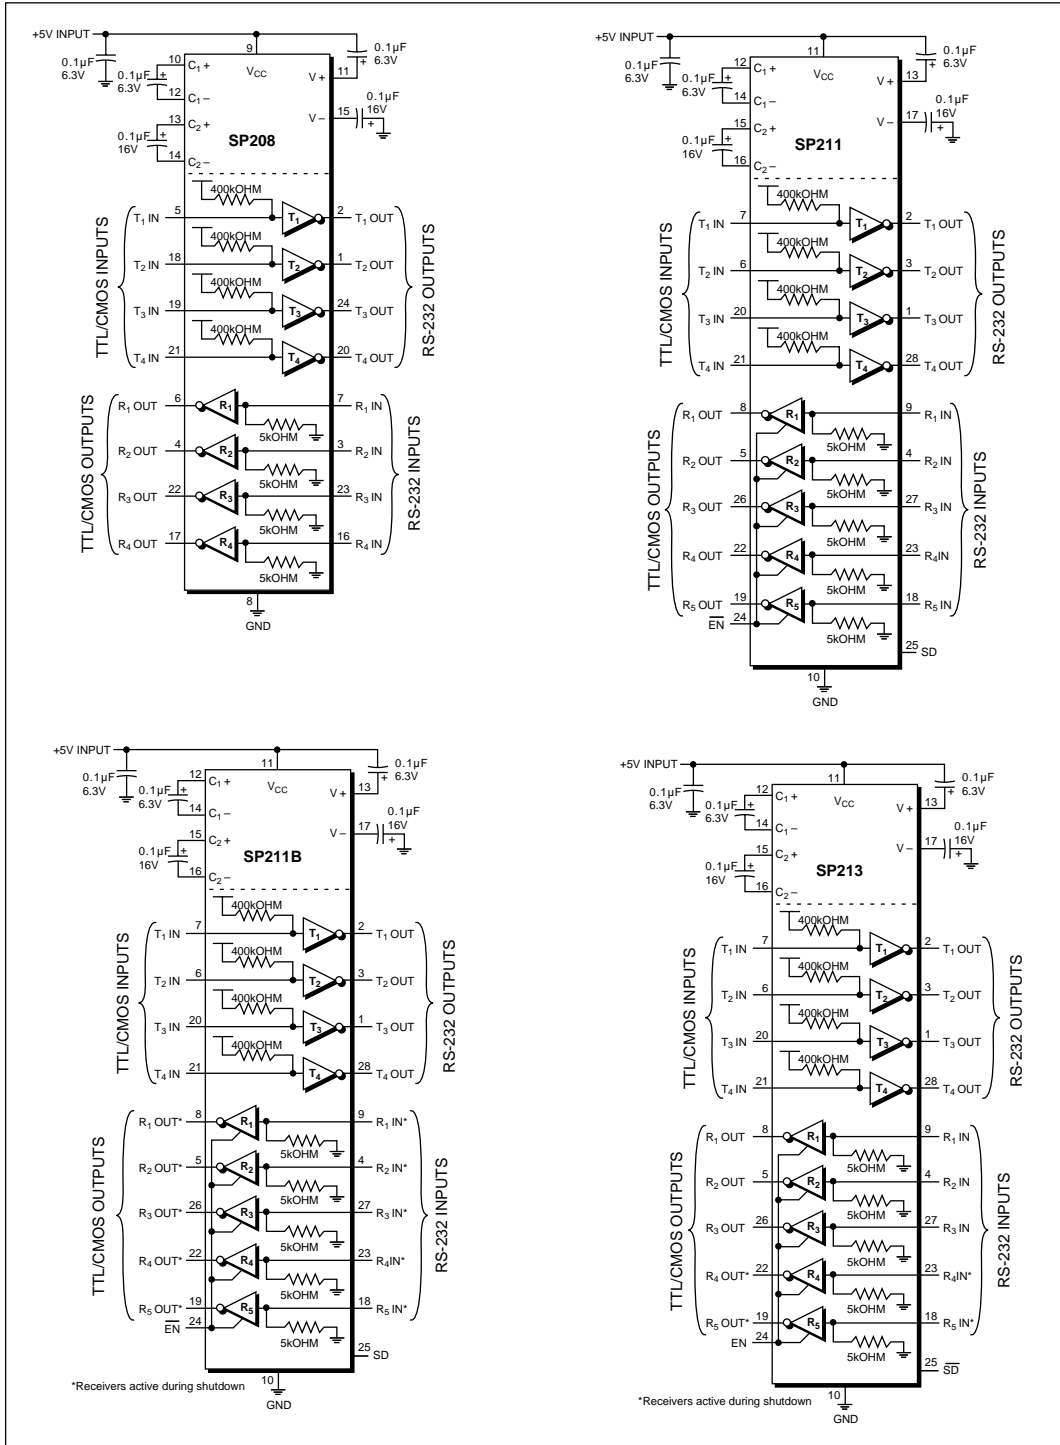 +5V INPUT
0.1µF
6.3V
0.1µF
6.3V
10
C1 +
12
C1 –
13
C2 +
0.1µF
16V
14
C2 –
9
VCC
V +
11
0.1µF
6.3V
V –
15
0.1µF
16V
SP208
TTL/CMOS INPUTS
RS-232 OUTPUTS
400kOHM
T1 IN 5 T1 2 T1 OUT
400kOHM
T2 IN 18 T2 1 T2 OUT
400kOHM
T3 IN 19 T3 24 T3 OUT
400kOHM
T4 IN 21 T4 20 T4 OUT
TTL/CMOS OUTPUTS
RS-232 INPUTS
R1 OUT 6 R1 7 R1 IN
5kOHM
R2 OUT 4 R2 3 R2 IN
5kOHM
R3 OUT 22 R3 23 R3 IN
5kOHM
R4 OUT 17 R4 16 R4 IN
5kOHM
8
GND
+5V INPUT
0.1µF
6.3V
0.1µF
6.3V
12
C1 +
14
C1 –
15
C2 +
0.1µF
16V
16
C2 –
11
VCC
V +
13
0.1µF
6.3V
V –
17
0.1µF
16V
SP211
TTL/CMOS INPUTS
RS-232 OUTPUTS
400kOHM
T1 IN 7 T1 2 T1 OUT
400kOHM
T2 IN 6 T2 3 T2 OUT
400kOHM
T3 IN 20 T3 1 T3 OUT
400kOHM
T4 IN 21 T4 28 T4 OUT
TTL/CMOS OUTPUTS
RS-232 INPUTS
R1 OUT 8 R1 9 R1 IN
5kOHM
R2 OUT 5 R2 4 R2 IN
5kOHM
R3 OUT 26 R3 27 R3 IN
5kOHM
R4 OUT 22 R4 23 R4IN
5kOHM
R5 OUT 19 R5 18 R5 IN
5kOHM
E̅N̅ 24
25 SD
10
GND
+5V INPUT
0.1µF
6.3V
0.1µF
6.3V
12
C1 +
14
C1 –
15
C2 +
0.1µF
16V
16
C2 –
11
VCC
V +
13
0.1µF
6.3V
V –
17
0.1µF
16V
SP211B
TTL/CMOS INPUTS
RS-232 OUTPUTS
400kOHM
T1 IN 7 T1 2 T1 OUT
400kOHM
T2 IN 6 T2 3 T2 OUT
400kOHM
T3 IN 20 T3 1 T3 OUT
400kOHM
T4 IN 21 T4 28 T4 OUT
TTL/CMOS OUTPUTS
RS-232 INPUTS
R1 OUT* 8 R1 9 R1 IN*
5kOHM
R2 OUT* 5 R2 4 R2 IN*
5kOHM
R3 OUT* 26 R3 27 R3 IN*
5kOHM
R4 OUT* 22 R4 23 R4IN*
5kOHM
R5 OUT* 19 R5 18 R5 IN*
5kOHM
E̅N̅ 24
25 SD
*Receivers active during shutdown
10
GND
+5V INPUT
0.1µF
6.3V
0.1µF
6.3V
12
C1 +
14
C1 –
15
C2 +
0.1µF
16V
16
C2 –
11
VCC
V +
13
0.1µF
6.3V
V –
17
0.1µF
16V
SP213
TTL/CMOS INPUTS
RS-232 OUTPUTS
400kOHM
T1 IN 7 T1 2 T1 OUT
400kOHM
T2 IN 6 T2 3 T2 OUT
400kOHM
T3 IN 20 T3 1 T3 OUT
400kOHM
T4 IN 21 T4 28 T4 OUT
TTL/CMOS OUTPUTS
RS-232 INPUTS
R1 OUT 8 R1 9 R1 IN
5kOHM
R2 OUT 5 R2 4 R2 IN
5kOHM
R3 OUT 26 R3 27 R3 IN
5kOHM
R4 OUT* 22 R4 23 R4IN*
5kOHM
R5 OUT* 19 R5 18 R5 IN*
5kOHM
EN 24
25 S̅D̅
*Receivers active during shutdown
10
GND